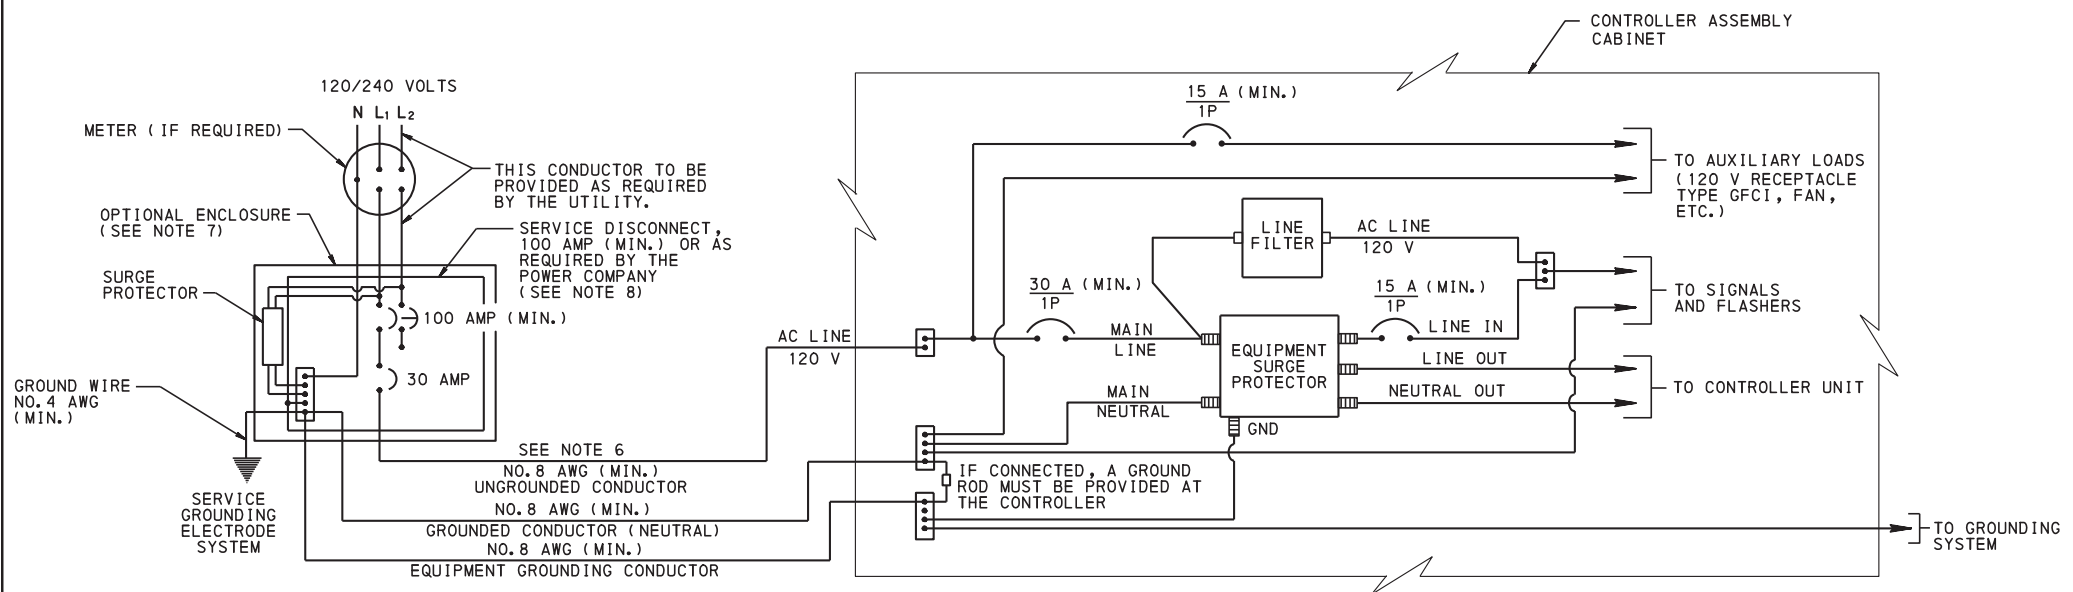 CONTROLLER ASSEMBLY
CABINET
120/240 VOLTS
N L1 L2
METER (IF REQUIRED)
THIS CONDUCTOR TO BE
PROVIDED AS REQUIRED
BY THE UTILITY.
OPTIONAL ENCLOSURE
(SEE NOTE 7)
SERVICE DISCONNECT,
100 AMP (MIN.) OR AS
REQUIRED BY THE
POWER COMPANY
(SEE NOTE 8)
SURGE
PROTECTOR
100 AMP (MIN.)
30 AMP
GROUND WIRE
NO.4 AWG
(MIN.)
SERVICE
GROUNDING
ELECTRODE
SYSTEM
SEE NOTE 6
NO.8 AWG (MIN.)
UNGROUNDED CONDUCTOR
NO.8 AWG (MIN.)
GROUNDED CONDUCTOR (NEUTRAL)
NO.8 AWG (MIN.)
EQUIPMENT GROUNDING CONDUCTOR
AC LINE
120 V
15 A (MIN.)
1P
TO AUXILIARY LOADS
(120 V RECEPTACLE
TYPE GFCI, FAN,
ETC.)
LINE
FILTER
AC LINE
120 V
30 A (MIN.)
1P
MAIN
LINE
15 A (MIN.)
1P
LINE IN
TO SIGNALS
AND FLASHERS
EQUIPMENT
SURGE
PROTECTOR
LINE OUT
NEUTRAL OUT
TO CONTROLLER UNIT
MAIN
NEUTRAL
GND
IF CONNECTED, A GROUND
ROD MUST BE PROVIDED AT
THE CONTROLLER
TO GROUNDING
SYSTEM